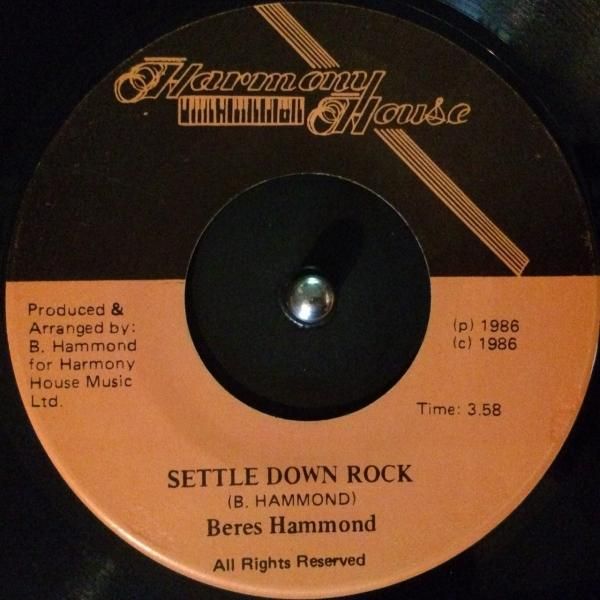 Harmony
House
Produced &
Arranged by:
B. Hammond
for Harmony
House Music
Ltd.
(p) 1986
(c) 1986
Time: 3.58
SETTLE DOWN ROCK
(B. HAMMOND)
Beres Hammond
All Rights Reserved